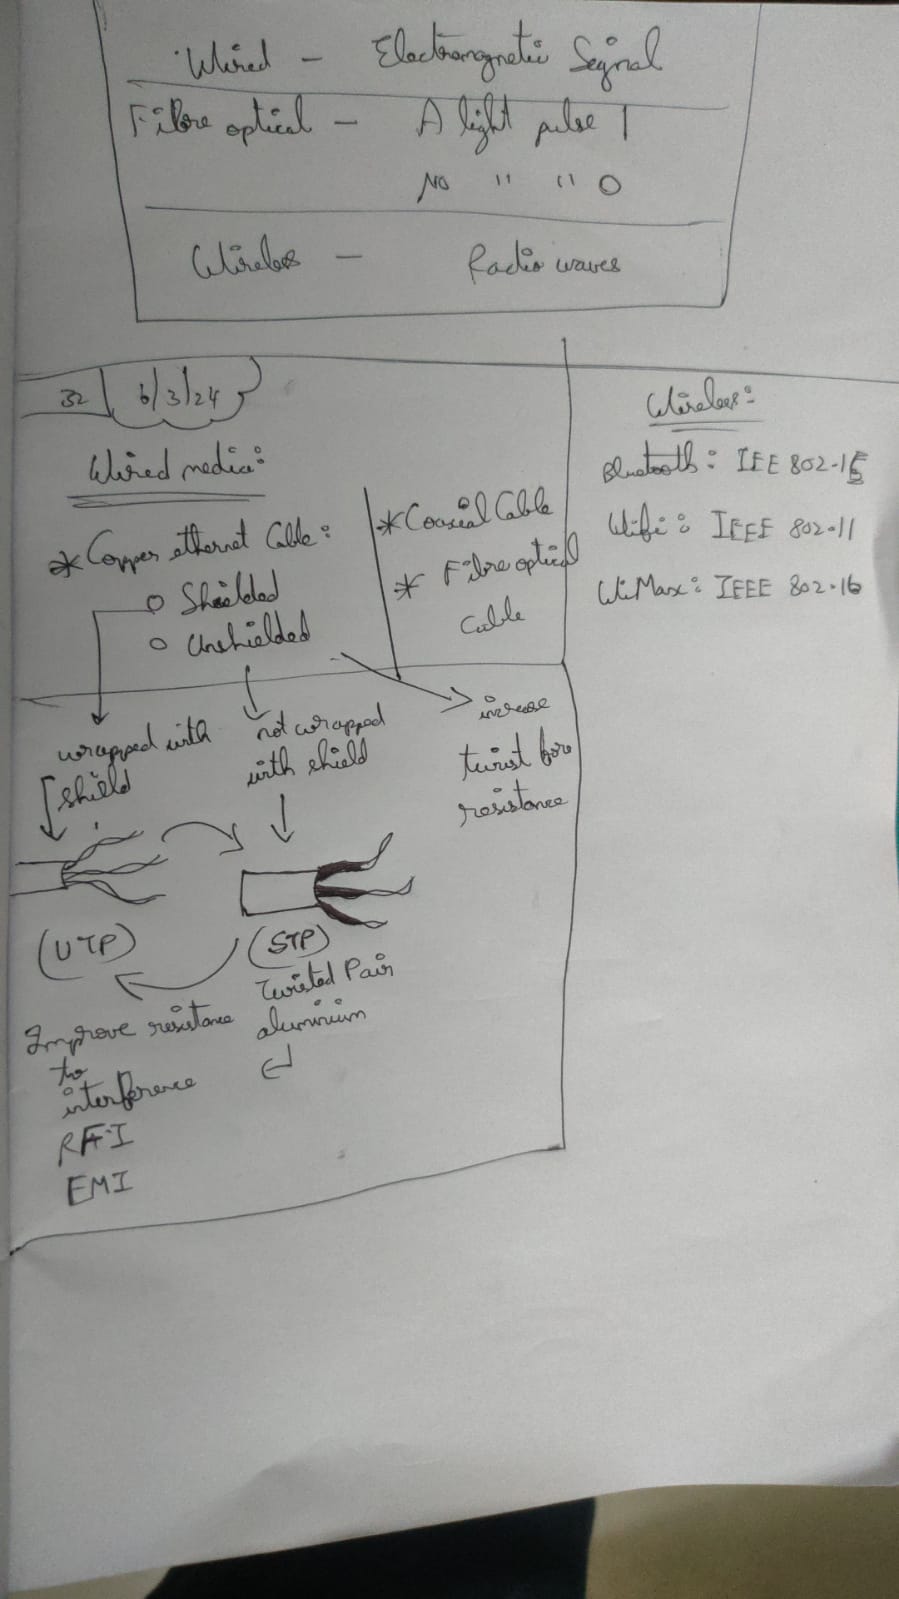 Wired - Electromagnetic Signal
Fibre optical - A light pulse 1
No " " 0
Wireless - Radio waves
32 6/3/24
Wired media:
* Copper ethernet Cable:
o Shielded
o Unshielded
* Coaxial Cable
* Fibre optical
Cable
Wireless:
Bluetooth: IEE 802.15
Wifi: IEEE 802.11
WiMax: IEEE 802.16
wrapped with
shield
not wrapped
with shield
increase
twist for
resistance
(UTP)
(STP)
Twisted Pair
aluminium
Improve resistance
to
interference
RFI
EMI